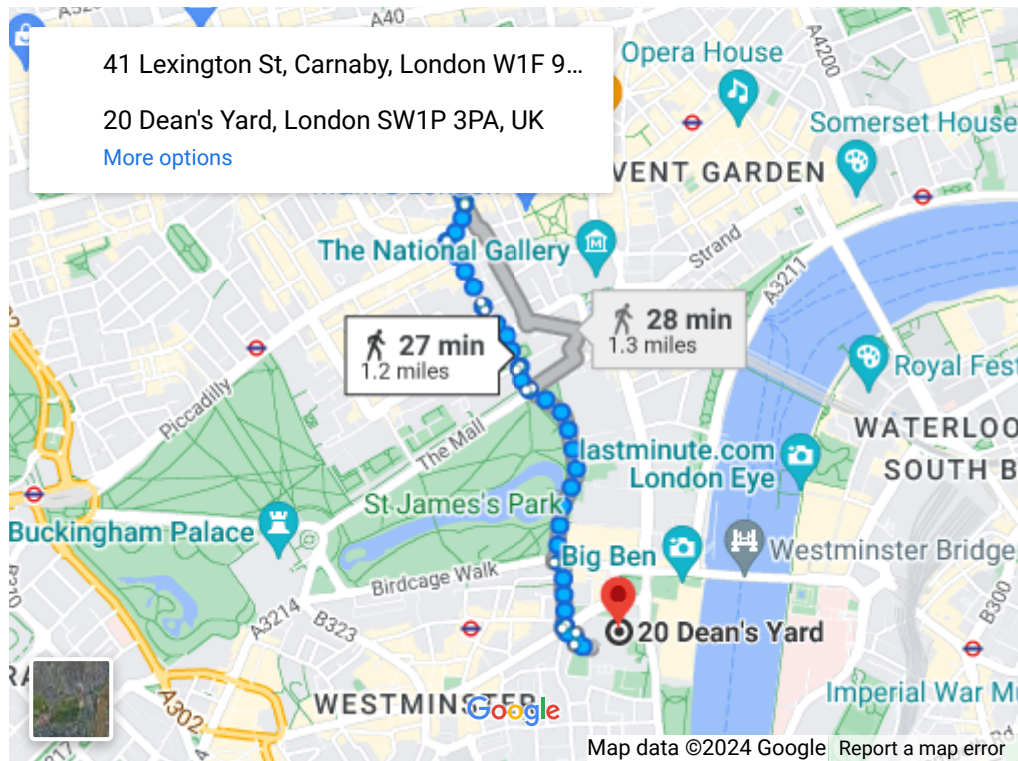 A40
41 Lexington St, Carnaby, London W1F 9...
20 Dean's Yard, London SW1P 3PA, UK
More options
Opera House
A4200
Somerset House
VENT GARDEN
The National Gallery
Strand
A3211
28 min
1.3 miles
27 min
1.2 miles
Royal Fest
Piccadilly
WATERLOO
SOUTH B
The Mall
lastminute.com
London Eye
St James's Park
Buckingham Palace
Big Ben
Westminster Bridge
Birdcage Walk
A3214
B323
B310
B300
20 Dean's Yard
WESTMINSTER
Imperial War Mu
A302
Google
Map data ©2024 Google
Report a map error